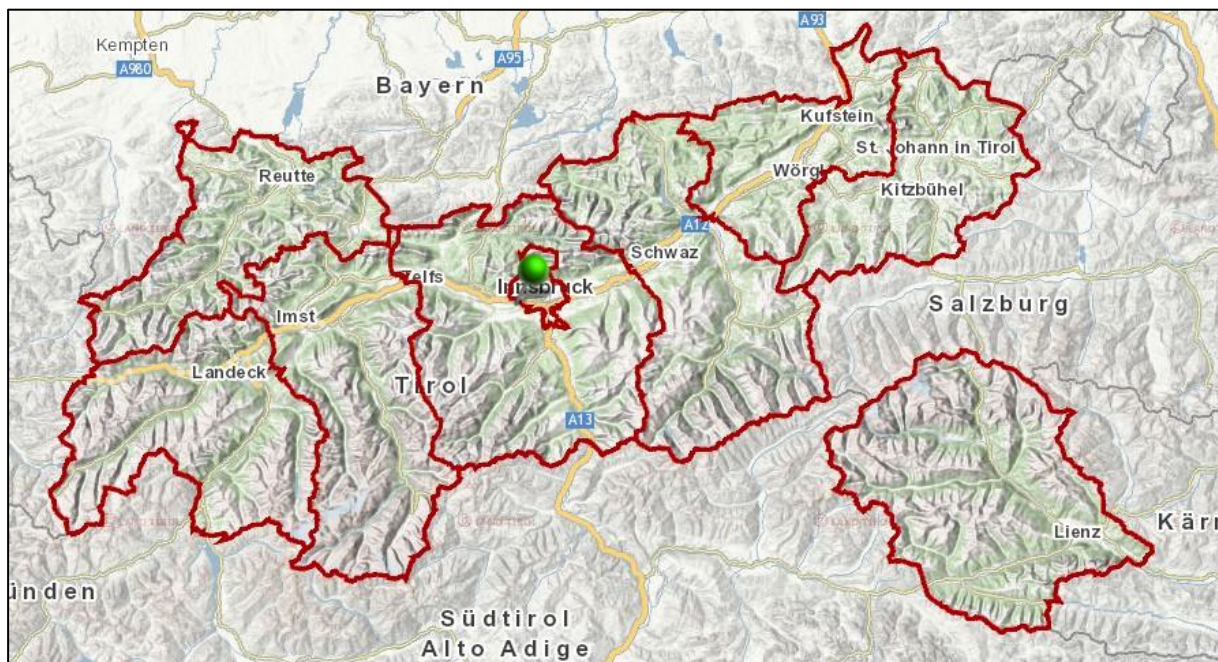 A93
Kempten
A980
A95
Bayern
Kufstein
St. Johann in Tirol
Reutte
Wörgl
Kitzbühel
A12
Schwaz
Telfs
Innsbruck
Salzburg
Imst
Landeck
Tirol
A13
Lienz
Kärn
ünden
Südtirol
Alto Adige